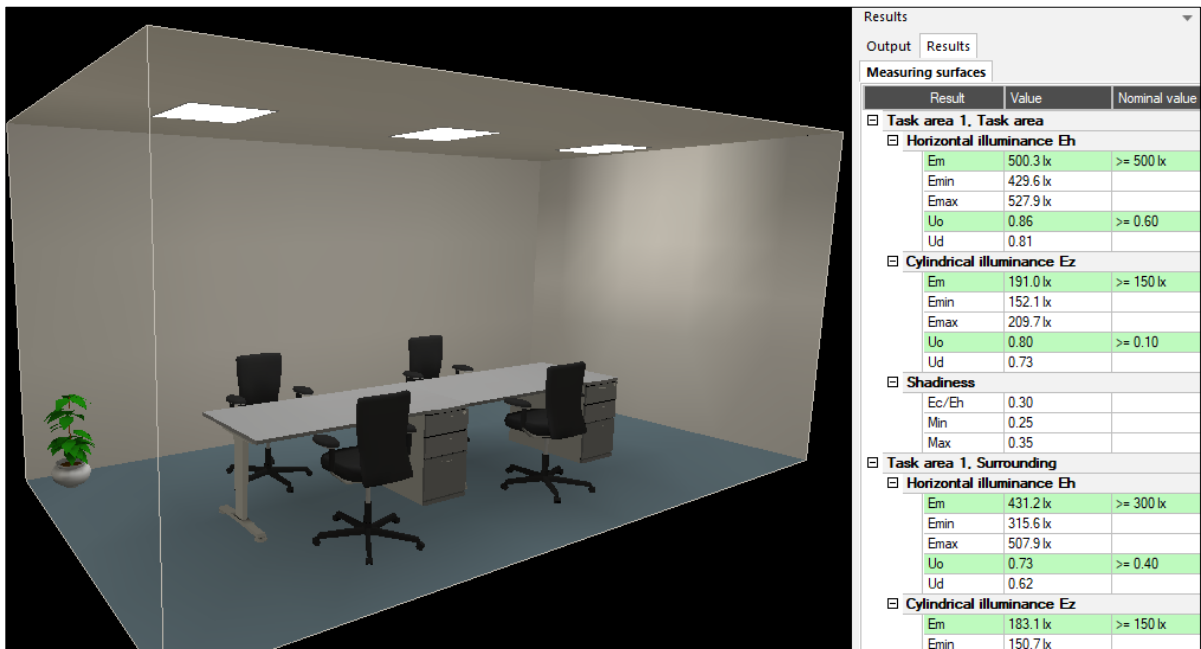 Results
Output Results
Measuring surfaces
Result Value Nominal value
Task area 1, Task area
Horizontal illuminance Eh
Em 500.3 lx >= 500 lx
Emin 429.6 lx
Emax 527.9 lx
Uo 0.86 >= 0.60
Ud 0.81
Cylindrical illuminance Ez
Em 191.0 lx >= 150 lx
Emin 152.1 lx
Emax 209.7 lx
Uo 0.80 >= 0.10
Ud 0.73
Shadiness
Ec/Eh 0.30
Min 0.25
Max 0.35
Task area 1, Surrounding
Horizontal illuminance Eh
Em 431.2 lx >= 300 lx
Emin 315.6 lx
Emax 507.9 lx
Uo 0.73 >= 0.40
Ud 0.62
Cylindrical illuminance Ez
Em 183.1 lx >= 150 lx
Emin 150.7 lx